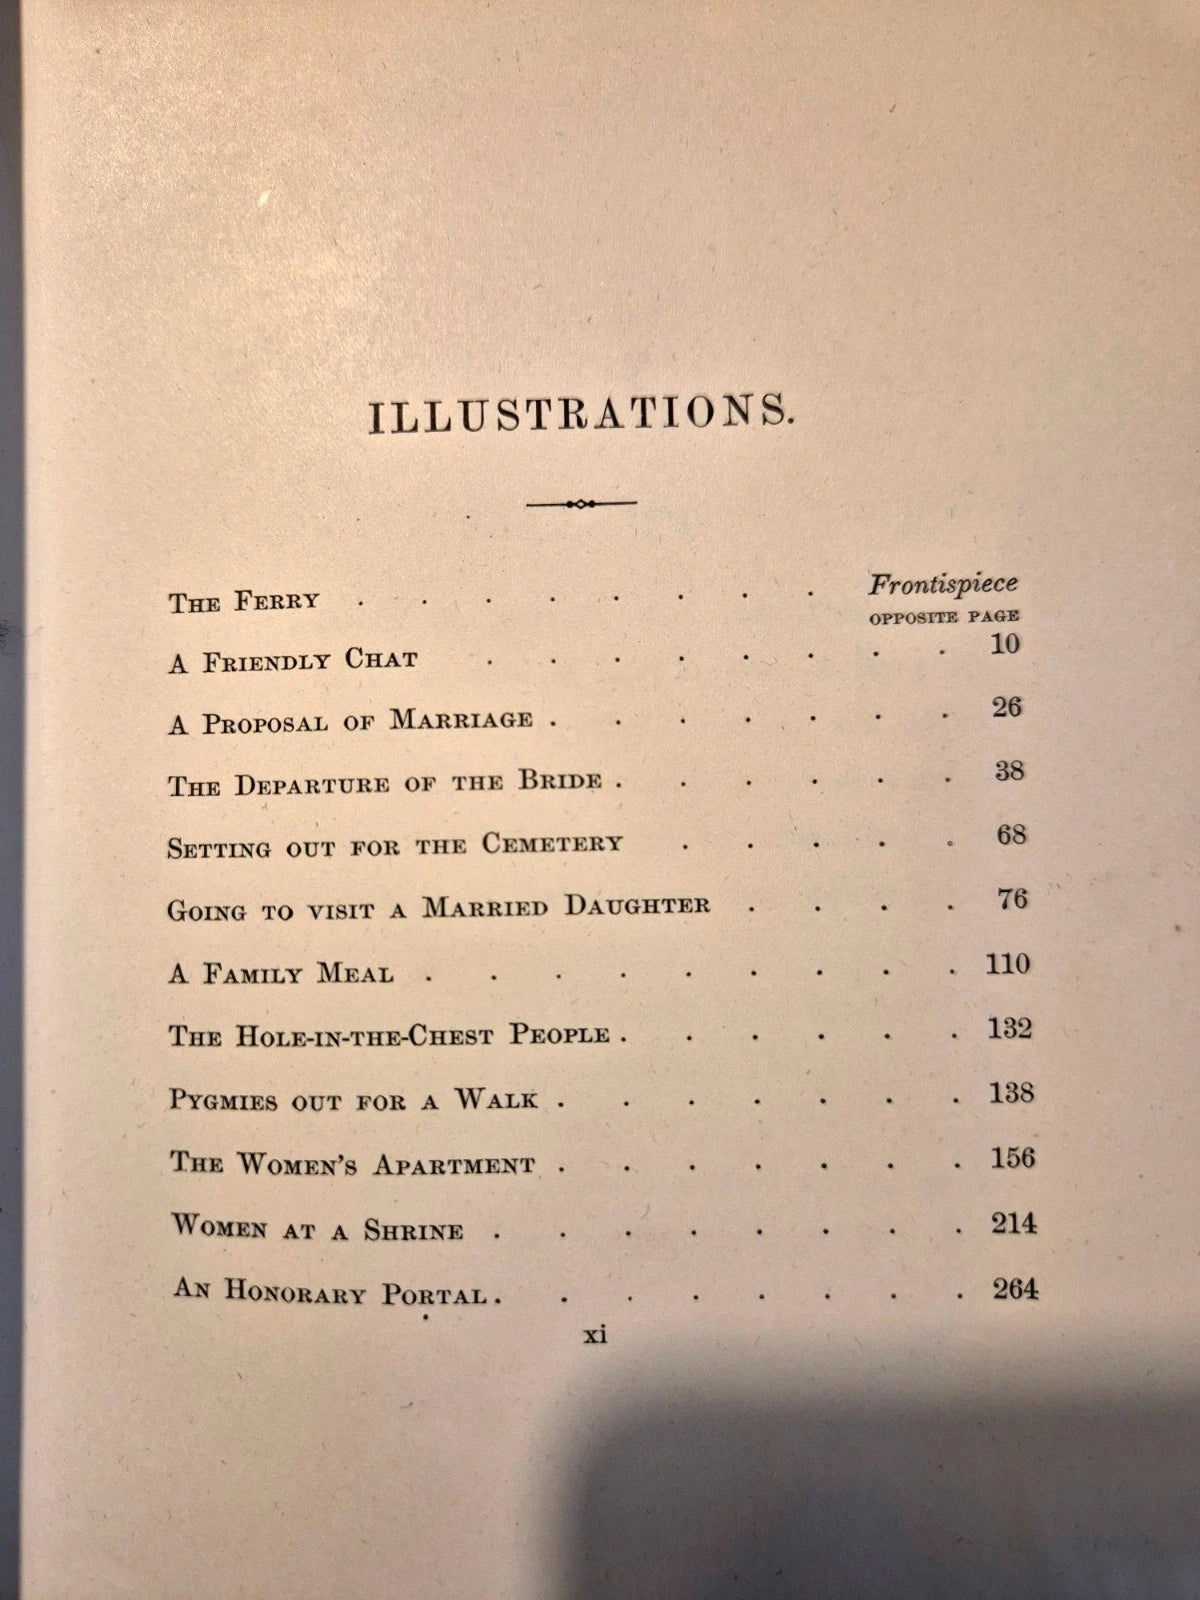 ILLUSTRATIONS.
The Ferry . . . . . . . . Frontispiece
OPPOSITE PAGE
A Friendly Chat . . . . . . . . 10
A Proposal of Marriage . . . . . . . 26
The Departure of the Bride . . . . . . 38
Setting out for the Cemetery . . . . . 68
Going to visit a Married Daughter . . . . 76
A Family Meal . . . . . . . . . 110
The Hole-in-the-Chest People . . . . . . 132
Pygmies out for a Walk . . . . . . . 138
The Women's Apartment . . . . . . . 156
Women at a Shrine . . . . . . . . 214
An Honorary Portal . . . . . . . . 264
xi